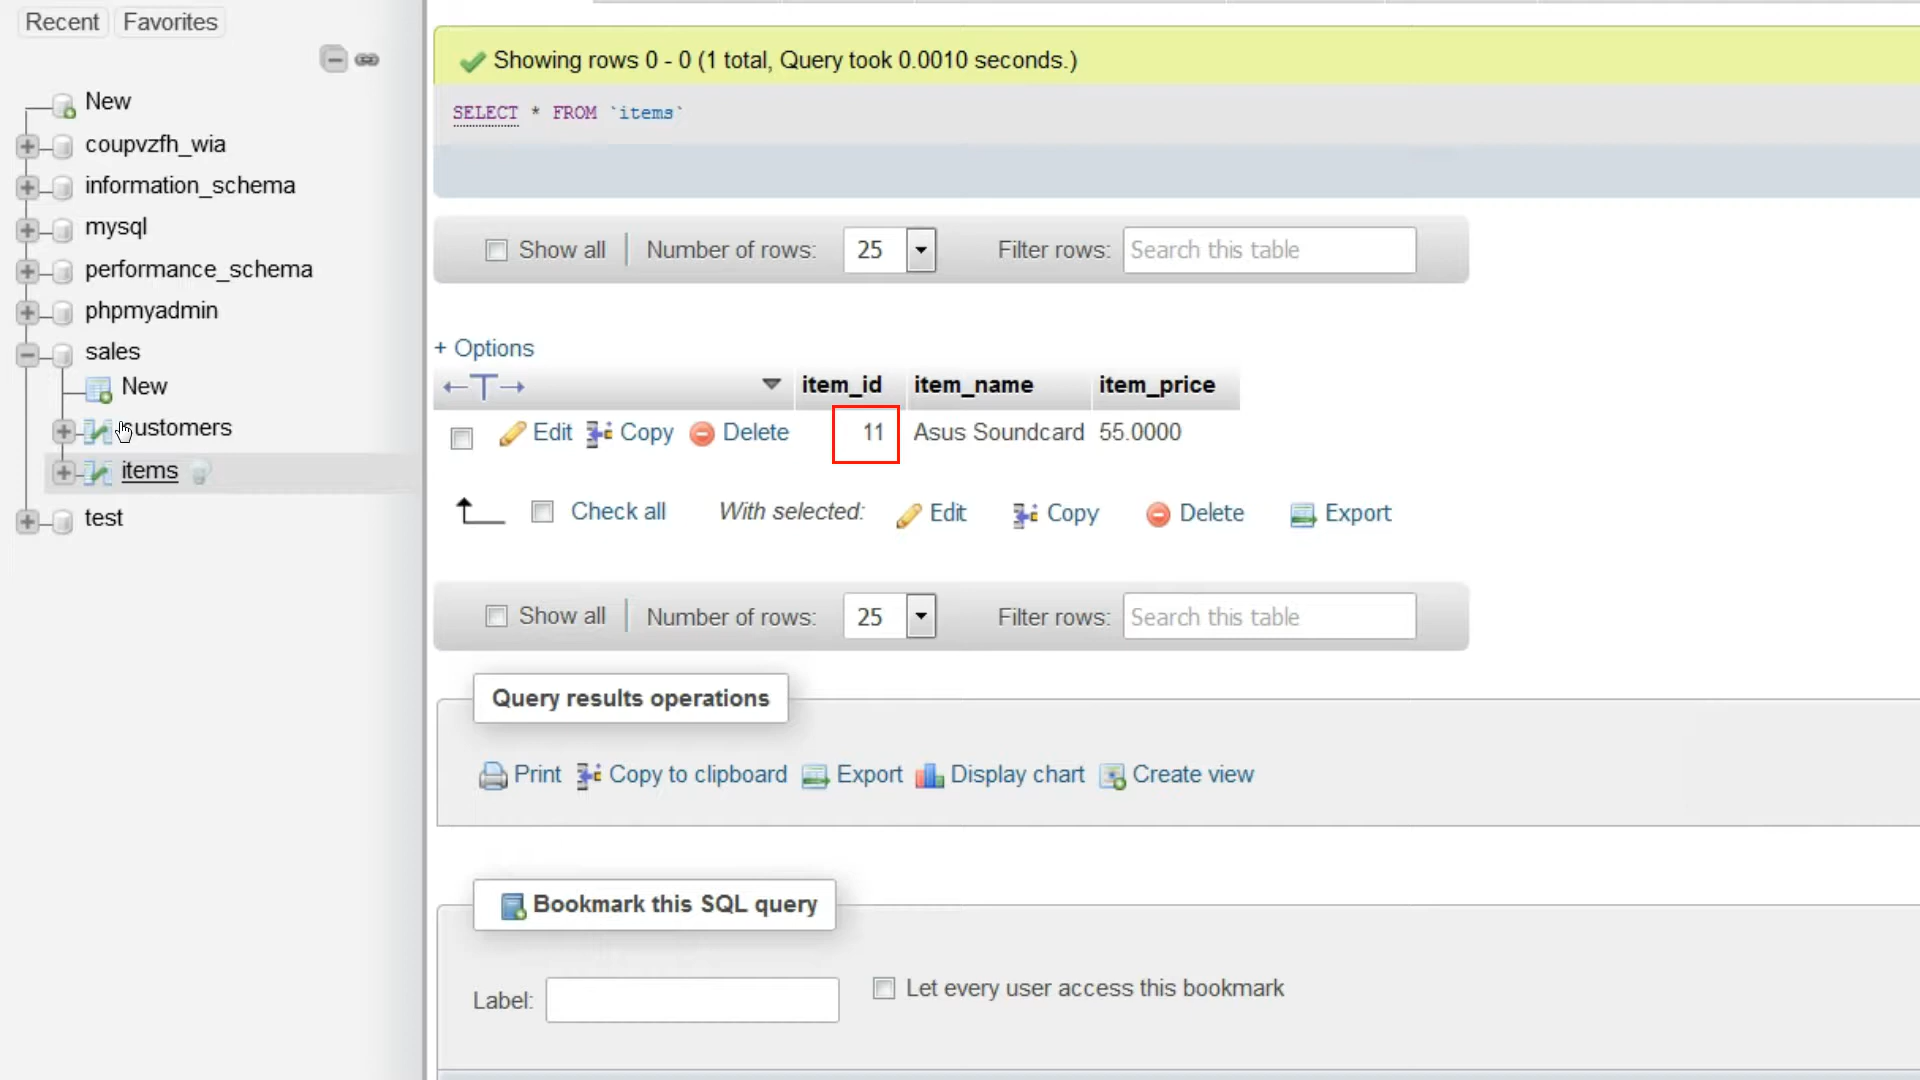 Recent Favorites
New
coupvzfh_wia
information_schema
mysql
performance_schema
phpmyadmin
sales
New
customers
items
test
Showing rows 0 - 0 (1 total, Query took 0.0010 seconds.)
SELECT * FROM `items`
Show all Number of rows: 25 Filter rows: Search this table
+ Options
←T→ item_id item_name item_price
Edit Copy Delete 11 Asus Soundcard 55.0000
Check all With selected: Edit Copy Delete Export
Show all Number of rows: 25 Filter rows: Search this table
Query results operations
Print Copy to clipboard Export Display chart Create view
Bookmark this SQL query
Label: Let every user access this bookmark